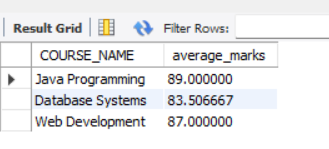 Result Grid Filter Rows:
COURSE_NAME average_marks
Java Programming 89.000000
Database Systems 83.506667
Web Development 87.000000